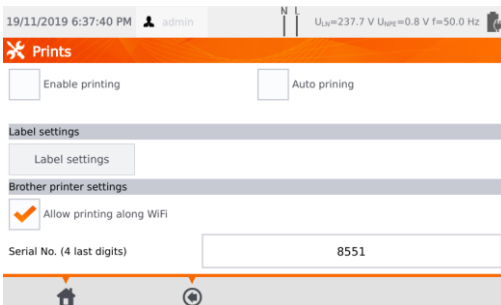 N L
19/11/2019 6:37:40 PM admin ULN=237.7 V UNPE=0.8 V f=50.0 Hz
Prints
Enable printing Auto prining
Label settings
Label settings
Brother printer settings
Allow printing along WiFi
Serial No. (4 last digits) 8551